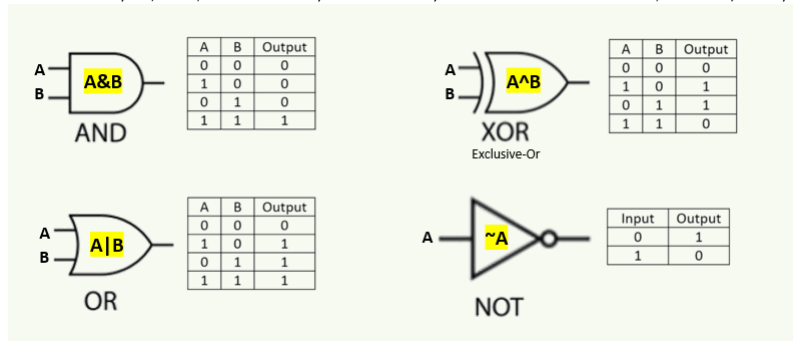 A
B
A&B
AND
A B Output
0 0 0
1 0 0
0 1 0
1 1 1
A
B
A^B
XOR
Exclusive-Or
A B Output
0 0 0
1 0 1
0 1 1
1 1 0
A
B
A|B
OR
A B Output
0 0 0
1 0 1
0 1 1
1 1 1
A
~A
NOT
Input Output
0 1
1 0